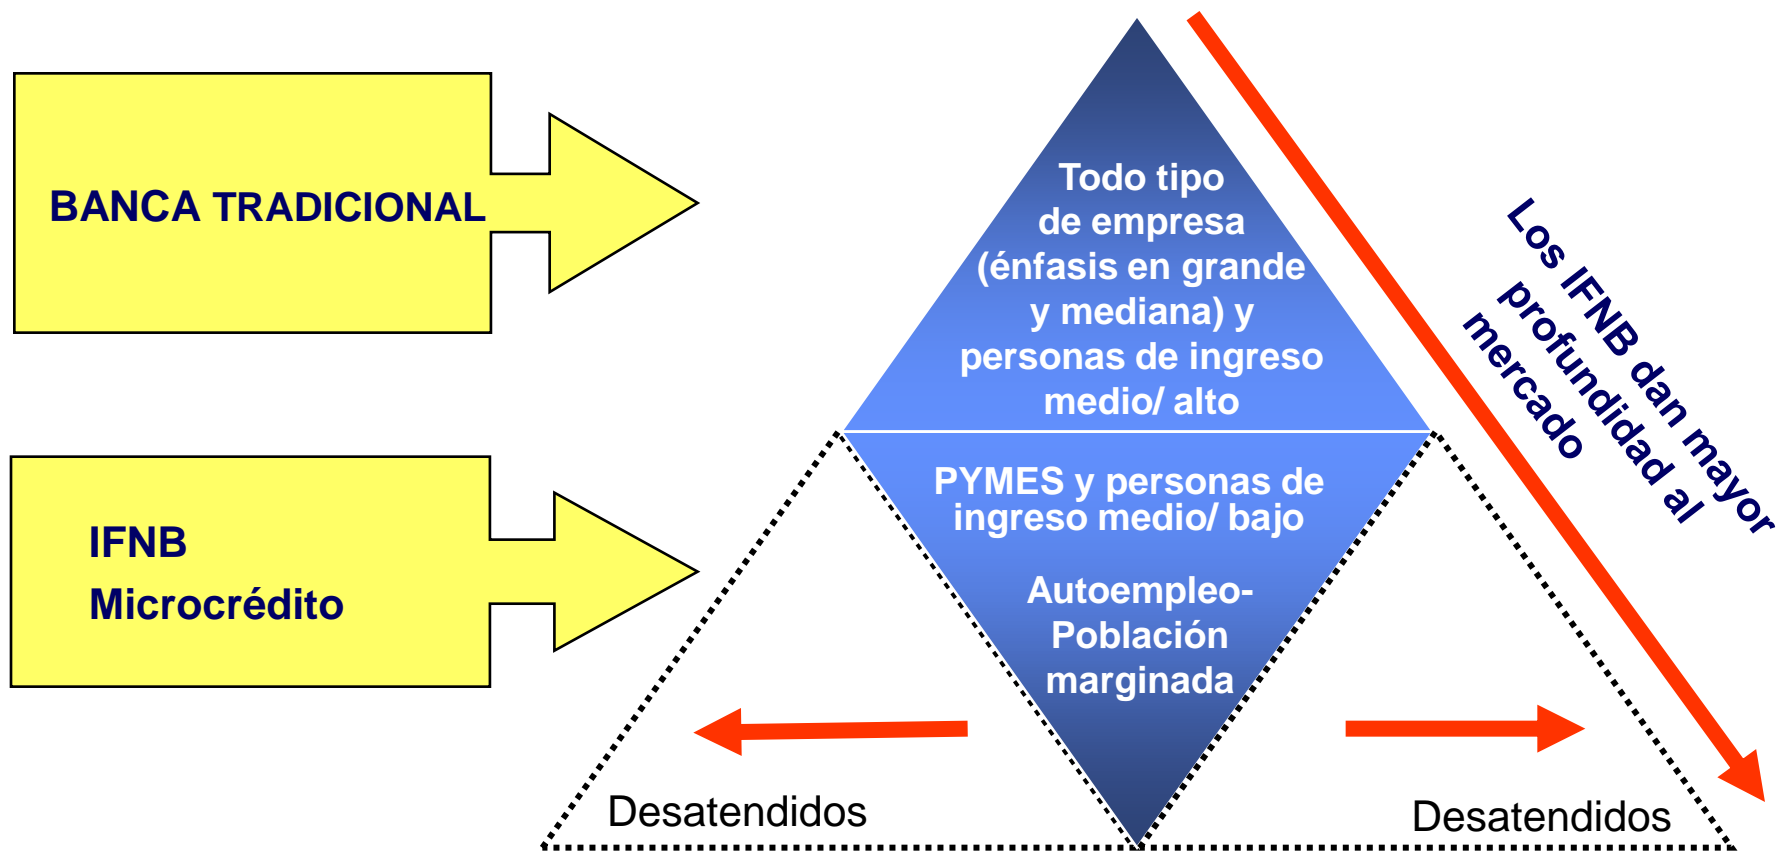 BANCA TRADICIONAL
Todo tipo
de empresa
(énfasis en grande
y mediana) y
personas de ingreso
medio/ alto
Los IFNB dan mayor
profundidad al
mercado
IFNB
Microcrédito
PYMES y personas de
ingreso medio/ bajo
Autoempleo-
Población
marginada
Desatendidos
Desatendidos